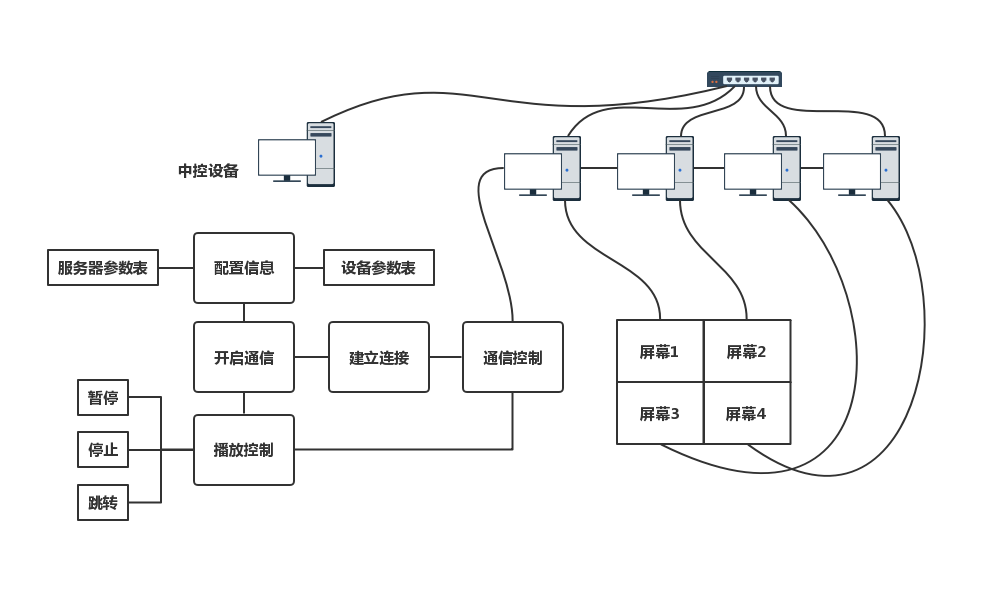 中控设备
服务器参数表
配置信息
设备参数表
开启通信
建立连接
通信控制
屏幕1
屏幕2
暂停
屏幕3
屏幕4
停止
播放控制
跳转